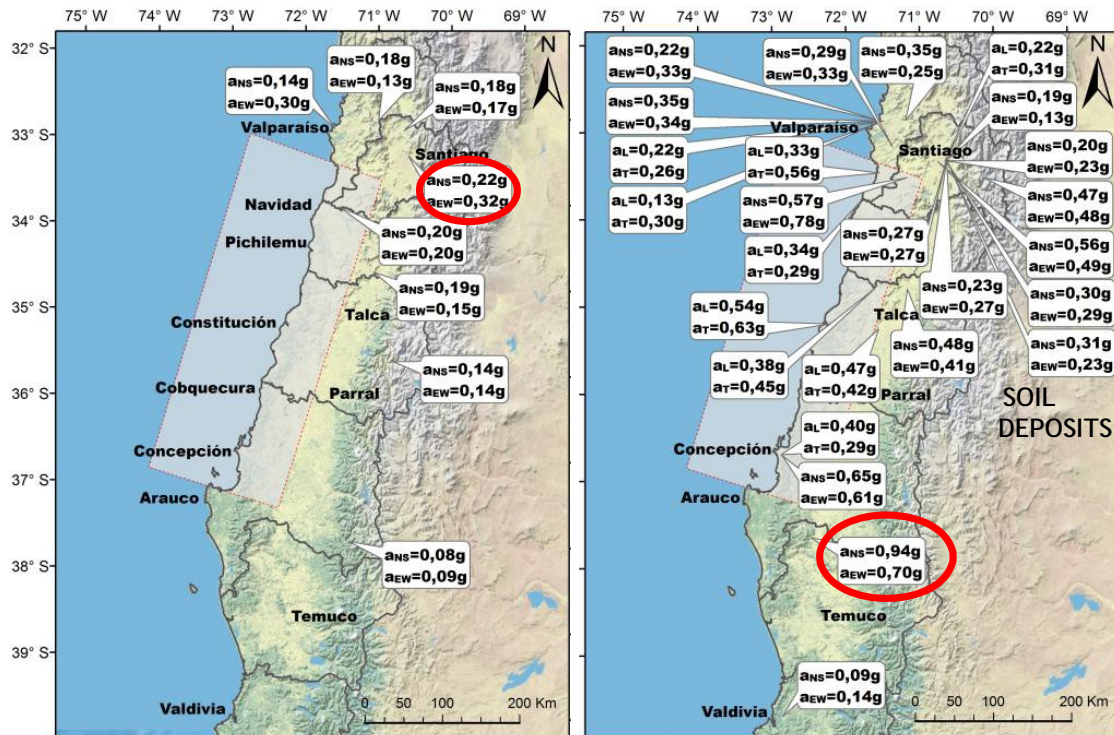 75° W 74° W 73° W 72° W 71° W 70° W 69° W
32° S
33° S
34° S
35° S
36° S
37° S
38° S
39° S
N
aNS=0,14g
aEW=0,30g
aNS=0,18g
aEW=0,13g
aNS=0,18g
aEW=0,17g
Valparaíso
Santiago
aNS=0,22g
aEW=0,32g
Navidad
aNS=0,20g
aEW=0,20g
Pichilemu
aNS=0,19g
aEW=0,15g
Constitución
Talca
aNS=0,14g
aEW=0,14g
Cobquecura
Parral
Concepción
Arauco
aNS=0,08g
aEW=0,09g
Temuco
Valdivia
0 50 100 200 Km
75° W 74° W 73° W 72° W 71° W 70° W 69° W
N
aNS=0,22g
aEW=0,33g
aNS=0,29g
aEW=0,33g
aNS=0,35g
aEW=0,25g
aL=0,22g
aT=0,31g
aNS=0,35g
aEW=0,34g
aNS=0,19g
aEW=0,13g
Valparaíso
Santiago
aL=0,22g
aT=0,26g
aL=0,33g
aT=0,56g
aNS=0,20g
aEW=0,23g
aL=0,13g
aT=0,30g
aNS=0,57g
aEW=0,78g
aNS=0,47g
aEW=0,48g
aL=0,34g
aT=0,29g
aNS=0,27g
aEW=0,27g
aNS=0,56g
aEW=0,49g
aNS=0,23g
aEW=0,27g
aNS=0,30g
aEW=0,29g
aL=0,54g
aT=0,63g
Talca
aNS=0,48g
aEW=0,41g
aNS=0,31g
aEW=0,23g
aL=0,38g
aT=0,45g
aL=0,47g
aT=0,42g
Parral
SOIL
DEPOSITS
Concepción
aL=0,40g
aT=0,29g
Arauco
aNS=0,65g
aEW=0,61g
aNS=0,94g
aEW=0,70g
Temuco
aNS=0,09g
aEW=0,14g
Valdivia
0 50 100 200 Km